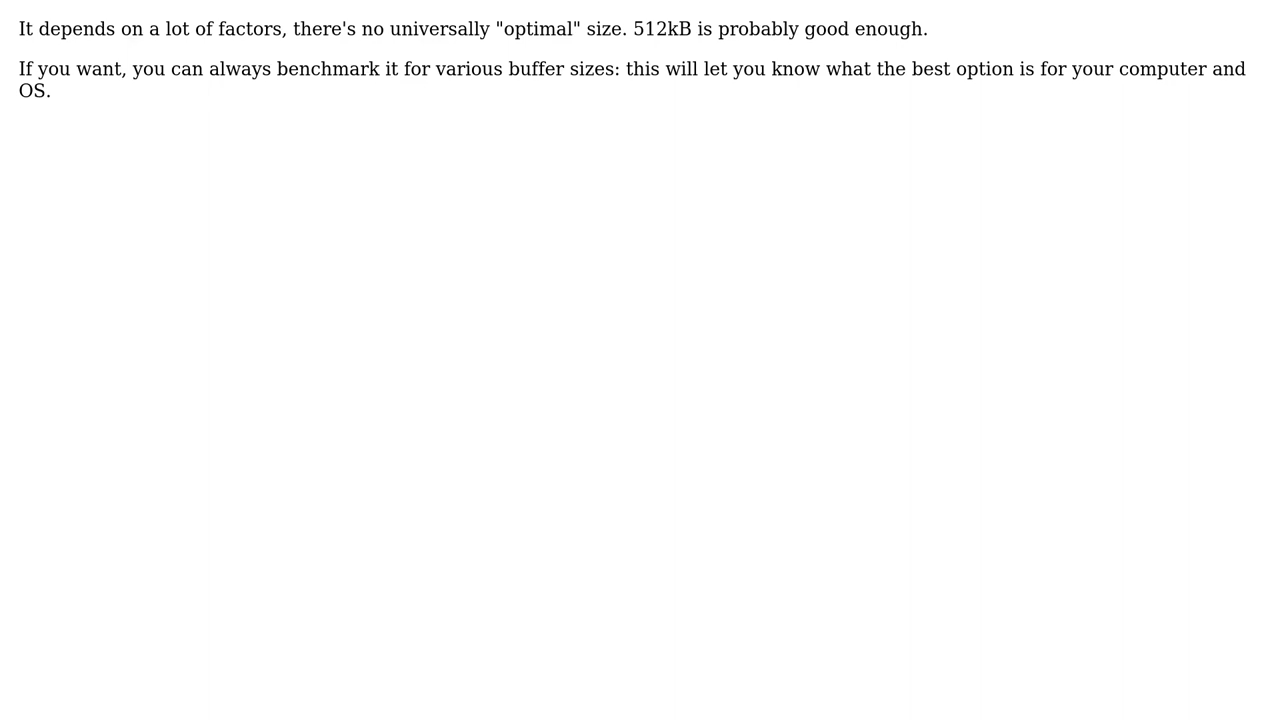 It depends on a lot of factors, there's no universally "optimal" size. 512kB is probably good enough.
If you want, you can always benchmark it for various buffer sizes: this will let you know what the best option is for your computer and
OS.